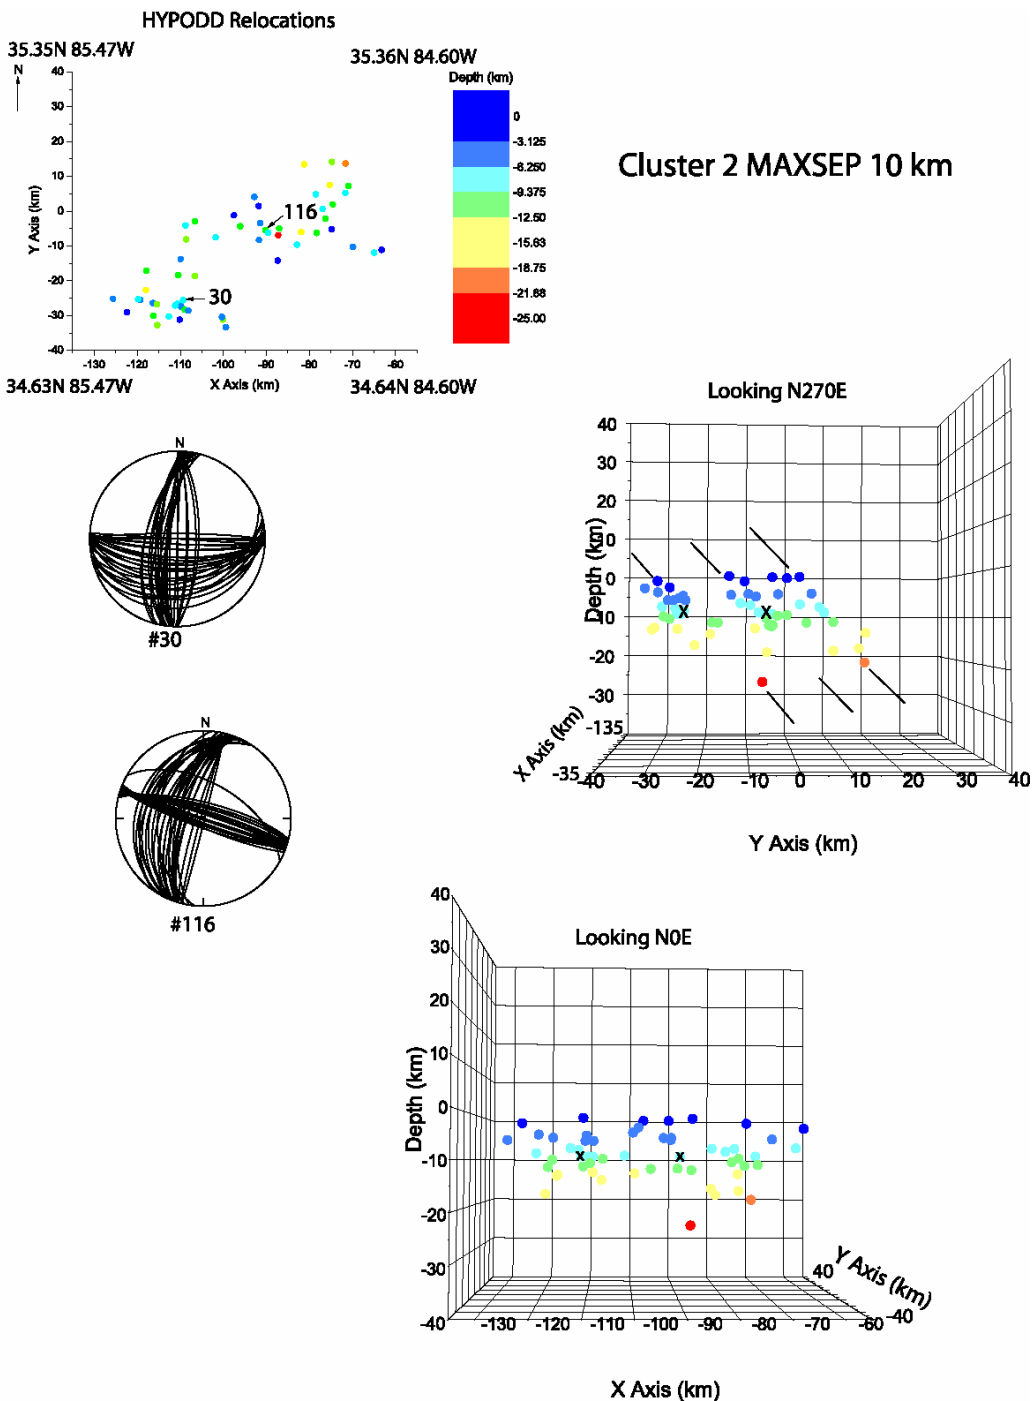 HYPODD Relocations
35.35N 85.47W
35.36N 84.60W
N
Depth (km)
40
30
20
10
0
-10
-20
-30
-40
Y Axis (km)
-130 -120 -110 -100 -90 -80 -70 -60
X Axis (km)
116
30
0
-3.125
-6.250
-9.375
-12.50
-15.63
-18.75
-21.88
-25.00
Cluster 2 MAXSEP 10 km
34.63N 85.47W
34.64N 84.60W
Looking N270E
40
30
20
10
0
-10
-20
-30
Depth (km)
X X
-135
-35
X Axis (km)
-40 -30 -20 -10 0 10 20 30 40
Y Axis (km)
N
#30
N
#116
Looking N0E
40
30
20
10
0
-10
-20
-30
-40
Depth (km)
x x
40
-40
Y Axis (km)
-130 -120 -110 -100 -90 -80 -70 -60
X Axis (km)